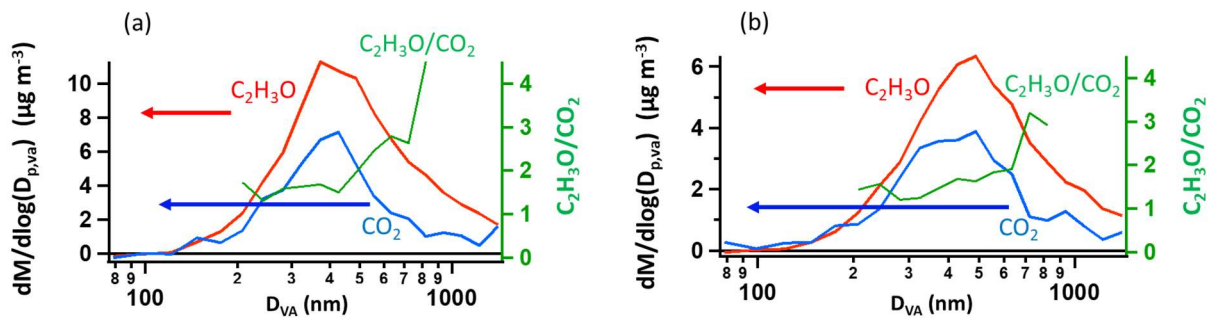 (a)
dM/dlog(Dp,va) (µg m⁻³)
10
8
6
4
2
0
C₂H₃O
C₂H₃O/CO₂
CO₂
4
3
2
1
0
C₂H₃O/CO₂
8 9 100 2 3 4 5 6 7 8 9 1000
D_VA (nm)
(b)
dM/dlog(Dp,va) (µg m⁻³)
6
4
2
0
C₂H₃O
C₂H₃O/CO₂
CO₂
4
3
2
1
0
C₂H₃O/CO₂
8 9 100 2 3 4 5 6 7 8 9 1000
D_VA (nm)